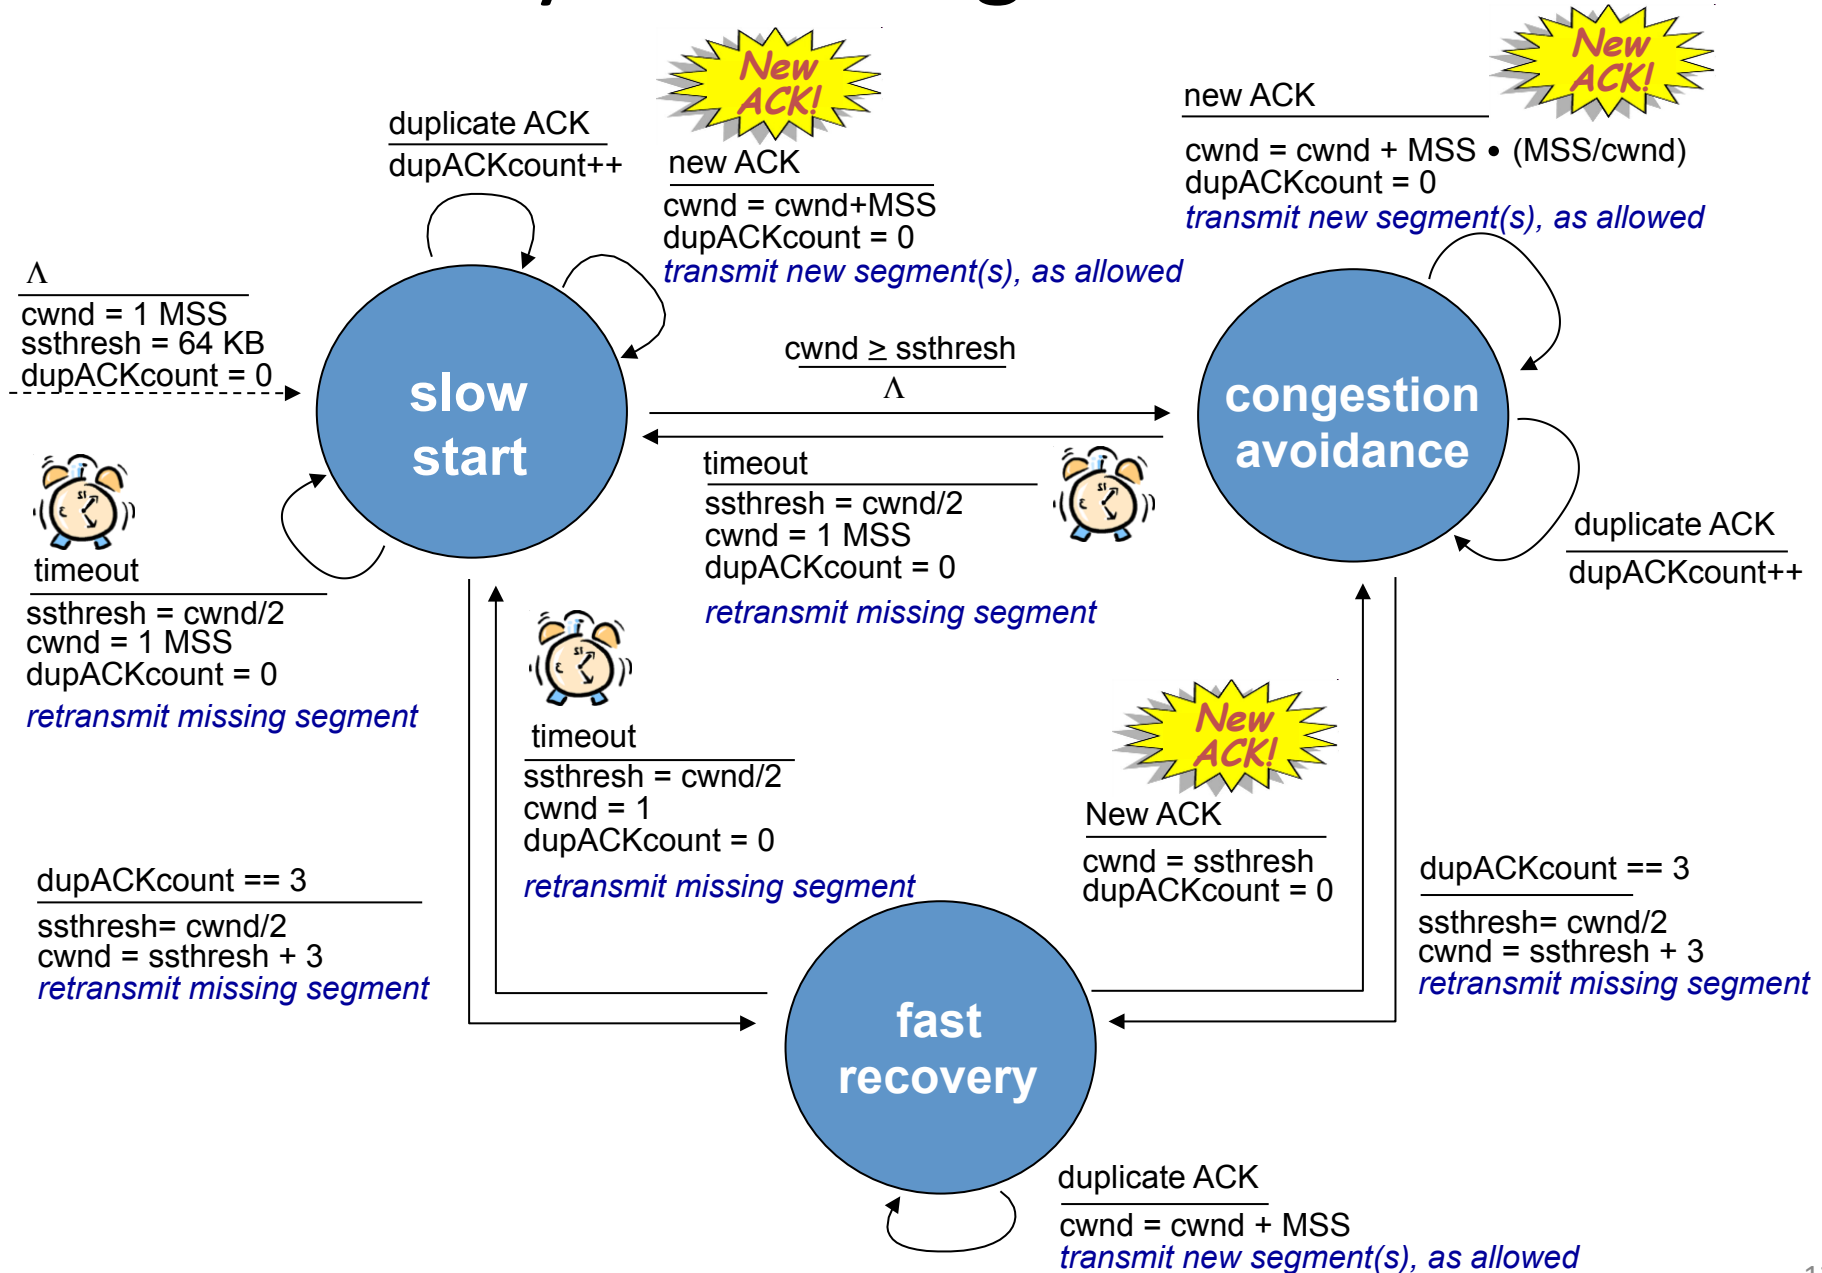 New
ACK!
duplicate ACK
dupACKcount++
new ACK
cwnd = cwnd+MSS
dupACKcount = 0
transmit new segment(s), as allowed
New
ACK!
new ACK
cwnd = cwnd + MSS • (MSS/cwnd)
dupACKcount = 0
transmit new segment(s), as allowed
Λ
cwnd = 1 MSS
ssthresh = 64 KB
dupACKcount = 0
slow
start
cwnd ≥ ssthresh
Λ
congestion
avoidance
timeout
ssthresh = cwnd/2
cwnd = 1 MSS
dupACKcount = 0
retransmit missing segment
timeout
ssthresh = cwnd/2
cwnd = 1 MSS
dupACKcount = 0
retransmit missing segment
duplicate ACK
dupACKcount++
timeout
ssthresh = cwnd/2
cwnd = 1
dupACKcount = 0
retransmit missing segment
New
ACK!
New ACK
cwnd = ssthresh
dupACKcount = 0
dupACKcount == 3
ssthresh= cwnd/2
cwnd = ssthresh + 3
retransmit missing segment
dupACKcount == 3
ssthresh= cwnd/2
cwnd = ssthresh + 3
retransmit missing segment
fast
recovery
duplicate ACK
cwnd = cwnd + MSS
transmit new segment(s), as allowed